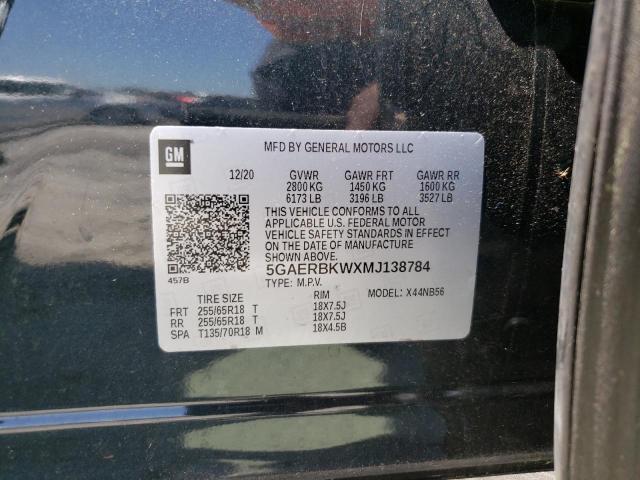 GM
MFD BY GENERAL MOTORS LLC
12/20 GVWR GAWR FRT GAWR RR
2800 KG 1450 KG 1600 KG
6173 LB 3196 LB 3527 LB
THIS VEHICLE CONFORMS TO ALL
APPLICABLE U.S. FEDERAL MOTOR
VEHICLE SAFETY STANDARDS IN EFFECT
ON THE DATE OF MANUFACTURE
SHOWN ABOVE.
5GAERBKWXMJ138784
457B
TYPE: M.P.V.
TIRE SIZE RIM MODEL: X44NB56
FRT 255/65R18 T 18X7.5J
RR 255/65R18 T 18X7.5J
SPA T135/70R18 M 18X4.5B